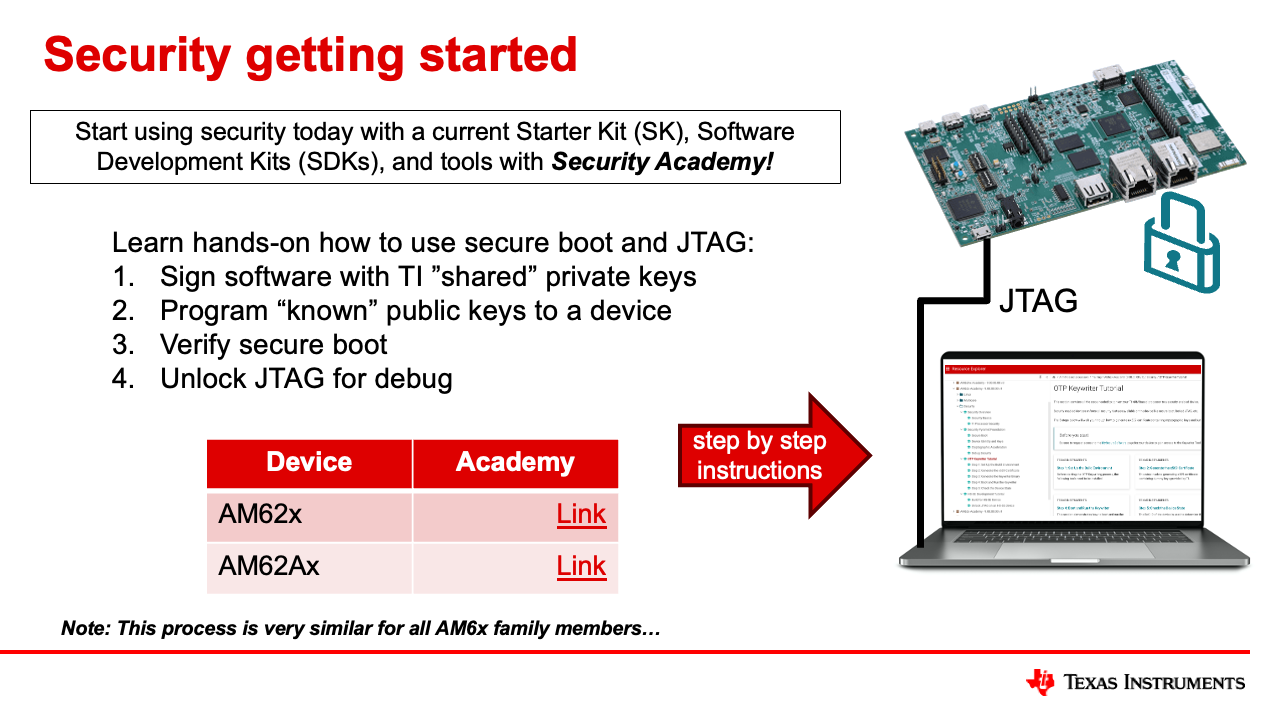 Security getting started
Start using security today with a current Starter Kit (SK), Software
Development Kits (SDKs), and tools with Security Academy!
Learn hands-on how to use secure boot and JTAG:
1. Sign software with TI ”shared” private keys
2. Program “known” public keys to a device
3. Verify secure boot
4. Unlock JTAG for debug
Device Academy
AM62x Link
AM62Ax Link
Note: This process is very similar for all AM6x family members…
step by step
instructions
JTAG
Resource Explorer
OTP Keywriter Tutorial
TEXAS INSTRUMENTS